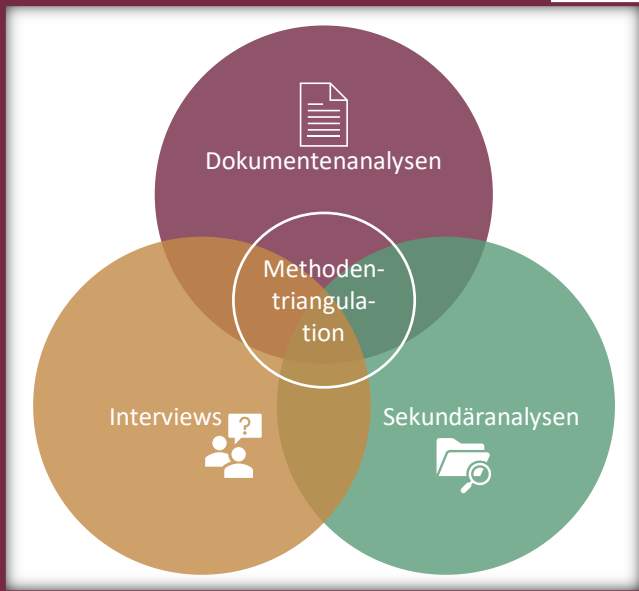 Dokumentenanalysen
Methoden-
triangula-
tion
Interviews
?
Sekundäranalysen